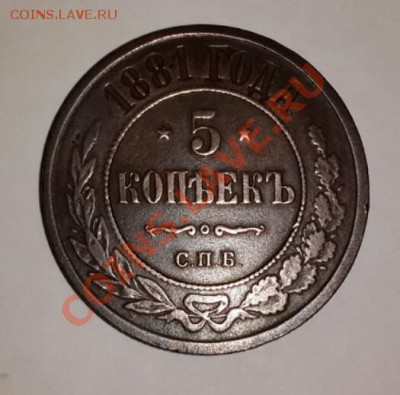 COINS.LAVE.RU
1881 ГОДА.
5
КОПѢЕКЪ
С.П.Б.
COINS.LAVE.RU